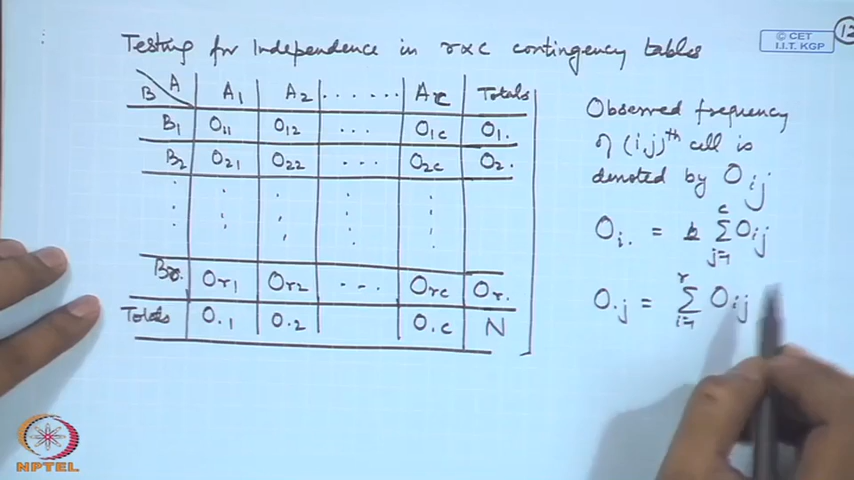 © CET
I.I.T. KGP
12
Testing for Independence in r×c contingency tables
B A A1 A2 ...... Ac Totals
B1 O11 O12 ... O1c O1.
B2 O21 O22 ... O2c O2.
Br Or1 Or2 ... Orc Or.
Totals O.1 O.2 O.c N
Observed frequency
of (i,j)th cell is
denoted by Oij
Oi. = Σ_{j=1}^{c} Oij
O.j = Σ_{i=1}^{r} Oij
NPTEL